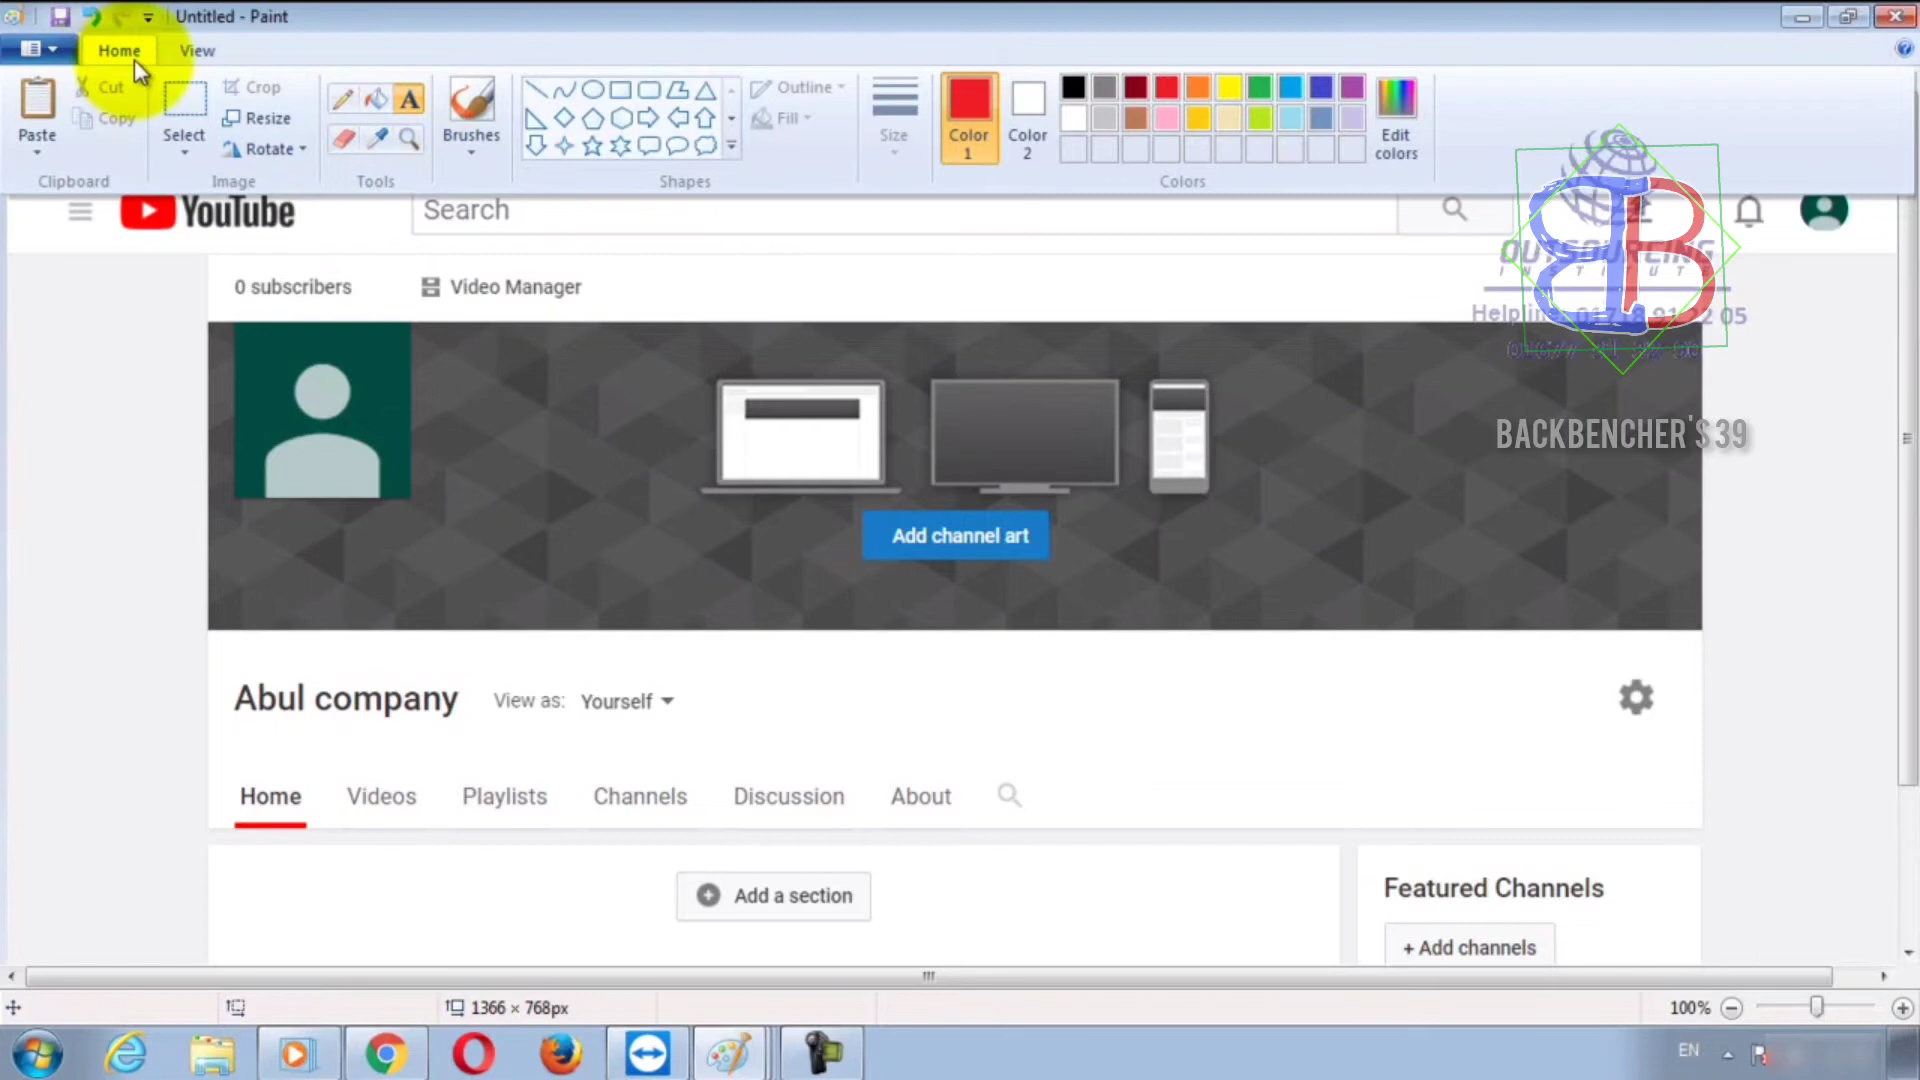 Untitled - Paint
Home View
Paste
Cut
Copy
Select
Crop
Resize
Rotate
Brushes
Outline
Fill
Size
Color 1
Color 2
Edit colors
Clipboard Image Tools Shapes Colors
YouTube
Search
OUTSOURCING
INSTITUTE
0 subscribers Video Manager
BACKBENCHER'S 39
Add channel art
Abul company View as: Yourself
Home Videos Playlists Channels Discussion About
Add a section
Featured Channels
+ Add channels
1366 × 768px
100%
EN